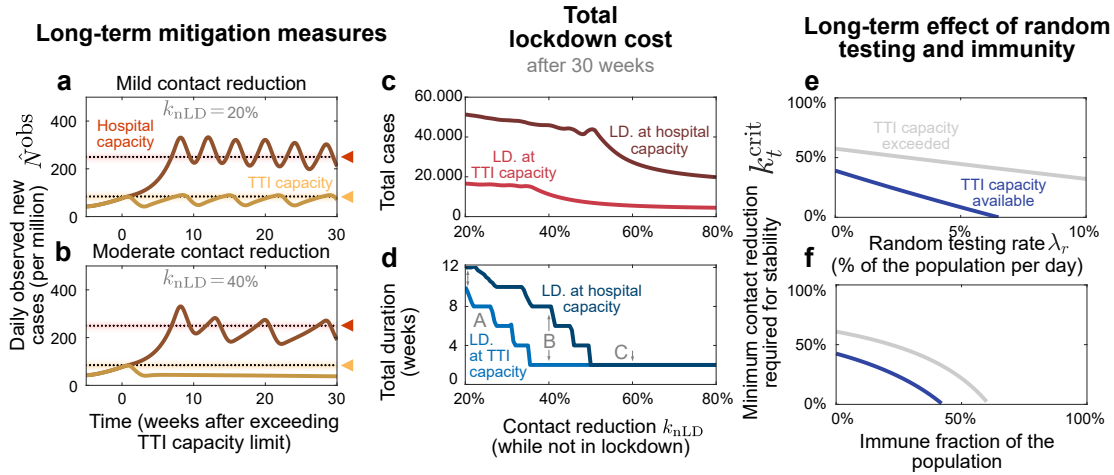 Long-term mitigation measures
a
Mild contact reduction
k_nLD = 20%
Hospital
capacity
TTI capacity
400
200
0
0
10
20
30
b
Moderate contact reduction
k_nLD = 40%
400
200
0
0
10
20
30
Daily observed new
cases (per million)
N̂^obs
Time (weeks after exceeding
TTI capacity limit)
Total
lockdown cost
after 30 weeks
c
60.000
40.000
20.000
0
Total cases
LD. at hospital
capacity
LD. at
TTI capacity
20%
40%
60%
80%
d
12
8
4
0
Total duration
(weeks)
LD. at hospital
capacity
A
B
C
LD.
at TTI
capacity
20%
40%
60%
80%
Contact reduction k_nLD
(while not in lockdown)
Long-term effect of random
testing and immunity
e
100%
50%
0%
TTI capacity
exceeded
TTI capacity
available
0%
5%
10%
Random testing rate λ_r
(% of the population per day)
Minimum contact reduction
required for stability
k_t^crit
f
100%
50%
0%
0%
50%
100%
Immune fraction of the
population